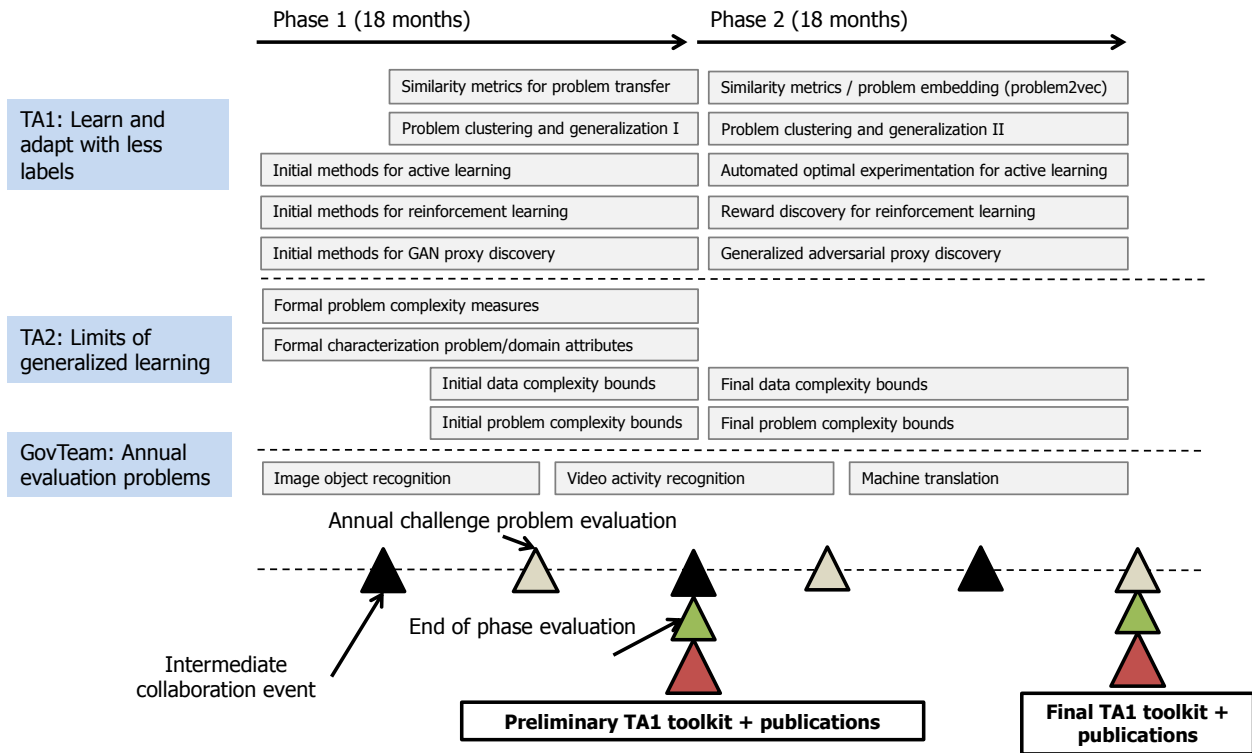 Phase 1 (18 months)
Phase 2 (18 months)
TA1: Learn and
adapt with less
labels
Similarity metrics for problem transfer
Similarity metrics / problem embedding (problem2vec)
Problem clustering and generalization I
Problem clustering and generalization II
Initial methods for active learning
Automated optimal experimentation for active learning
Initial methods for reinforcement learning
Reward discovery for reinforcement learning
Initial methods for GAN proxy discovery
Generalized adversarial proxy discovery
TA2: Limits of
generalized learning
Formal problem complexity measures
Formal characterization problem/domain attributes
Initial data complexity bounds
Final data complexity bounds
Initial problem complexity bounds
Final problem complexity bounds
GovTeam: Annual
evaluation problems
Image object recognition
Video activity recognition
Machine translation
Annual challenge problem evaluation
End of phase evaluation
Intermediate
collaboration event
Preliminary TA1 toolkit + publications
Final TA1 toolkit +
publications